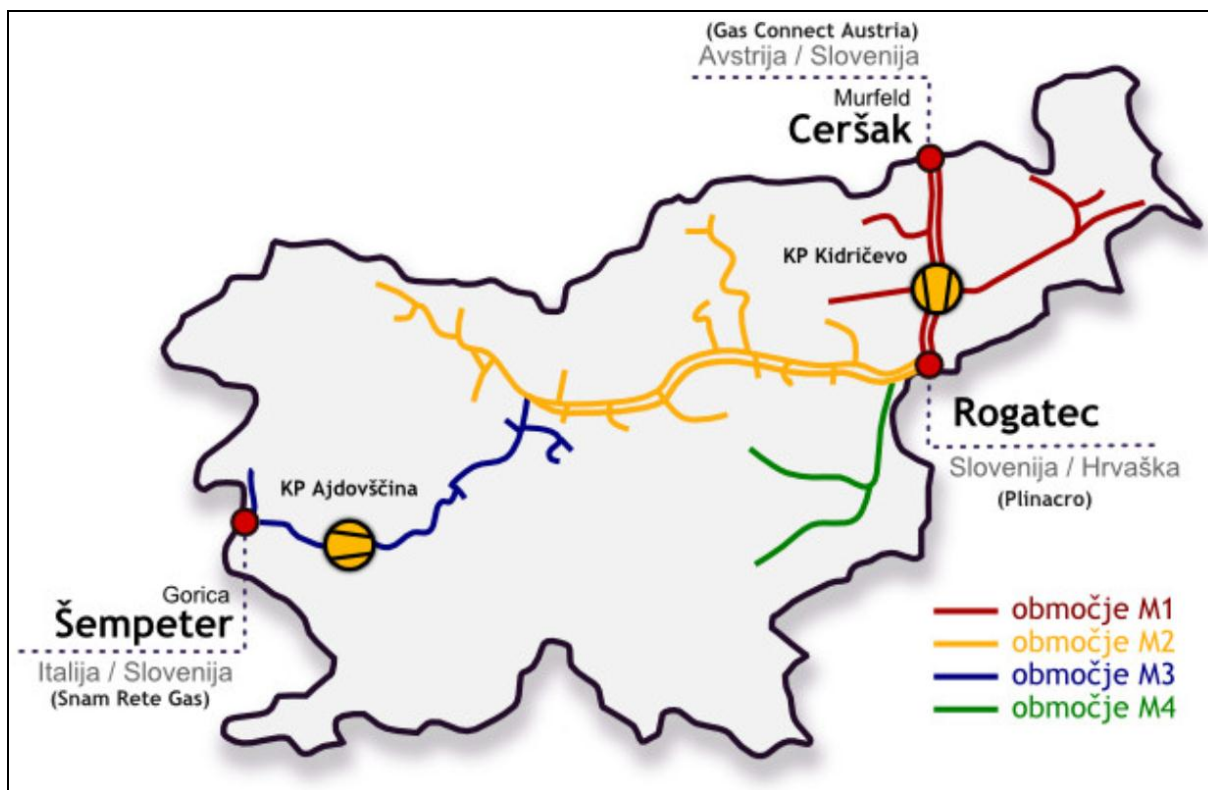 (Gas Connect Austria)
Avstrija / Slovenija
Murfeld
Ceršak
KP Kidričevo
Rogatec
Slovenija / Hrvaška
(Plinacro)
KP Ajdovščina
Gorica
Šempeter
Italija / Slovenija
(Snam Rete Gas)
območje M1
območje M2
območje M3
območje M4